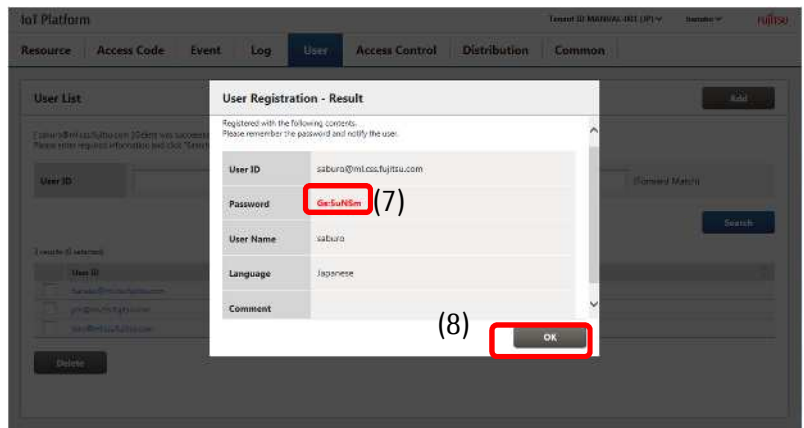 IoT Platform Tenant ID MANUAL-001 (JP) FUJITSU
Resource Access Code Event Log User Access Control Distribution Common
User List
Add
User Registration - Result
Registered with the following contents.
Please remember the password and notify the user.
User ID saburo@ml.css.fujitsu.com
Password (7)
User Name saburo
Language Japanese
Comment
(8)
OK
User ID
(Forward Match)
Search
User ID
Delete